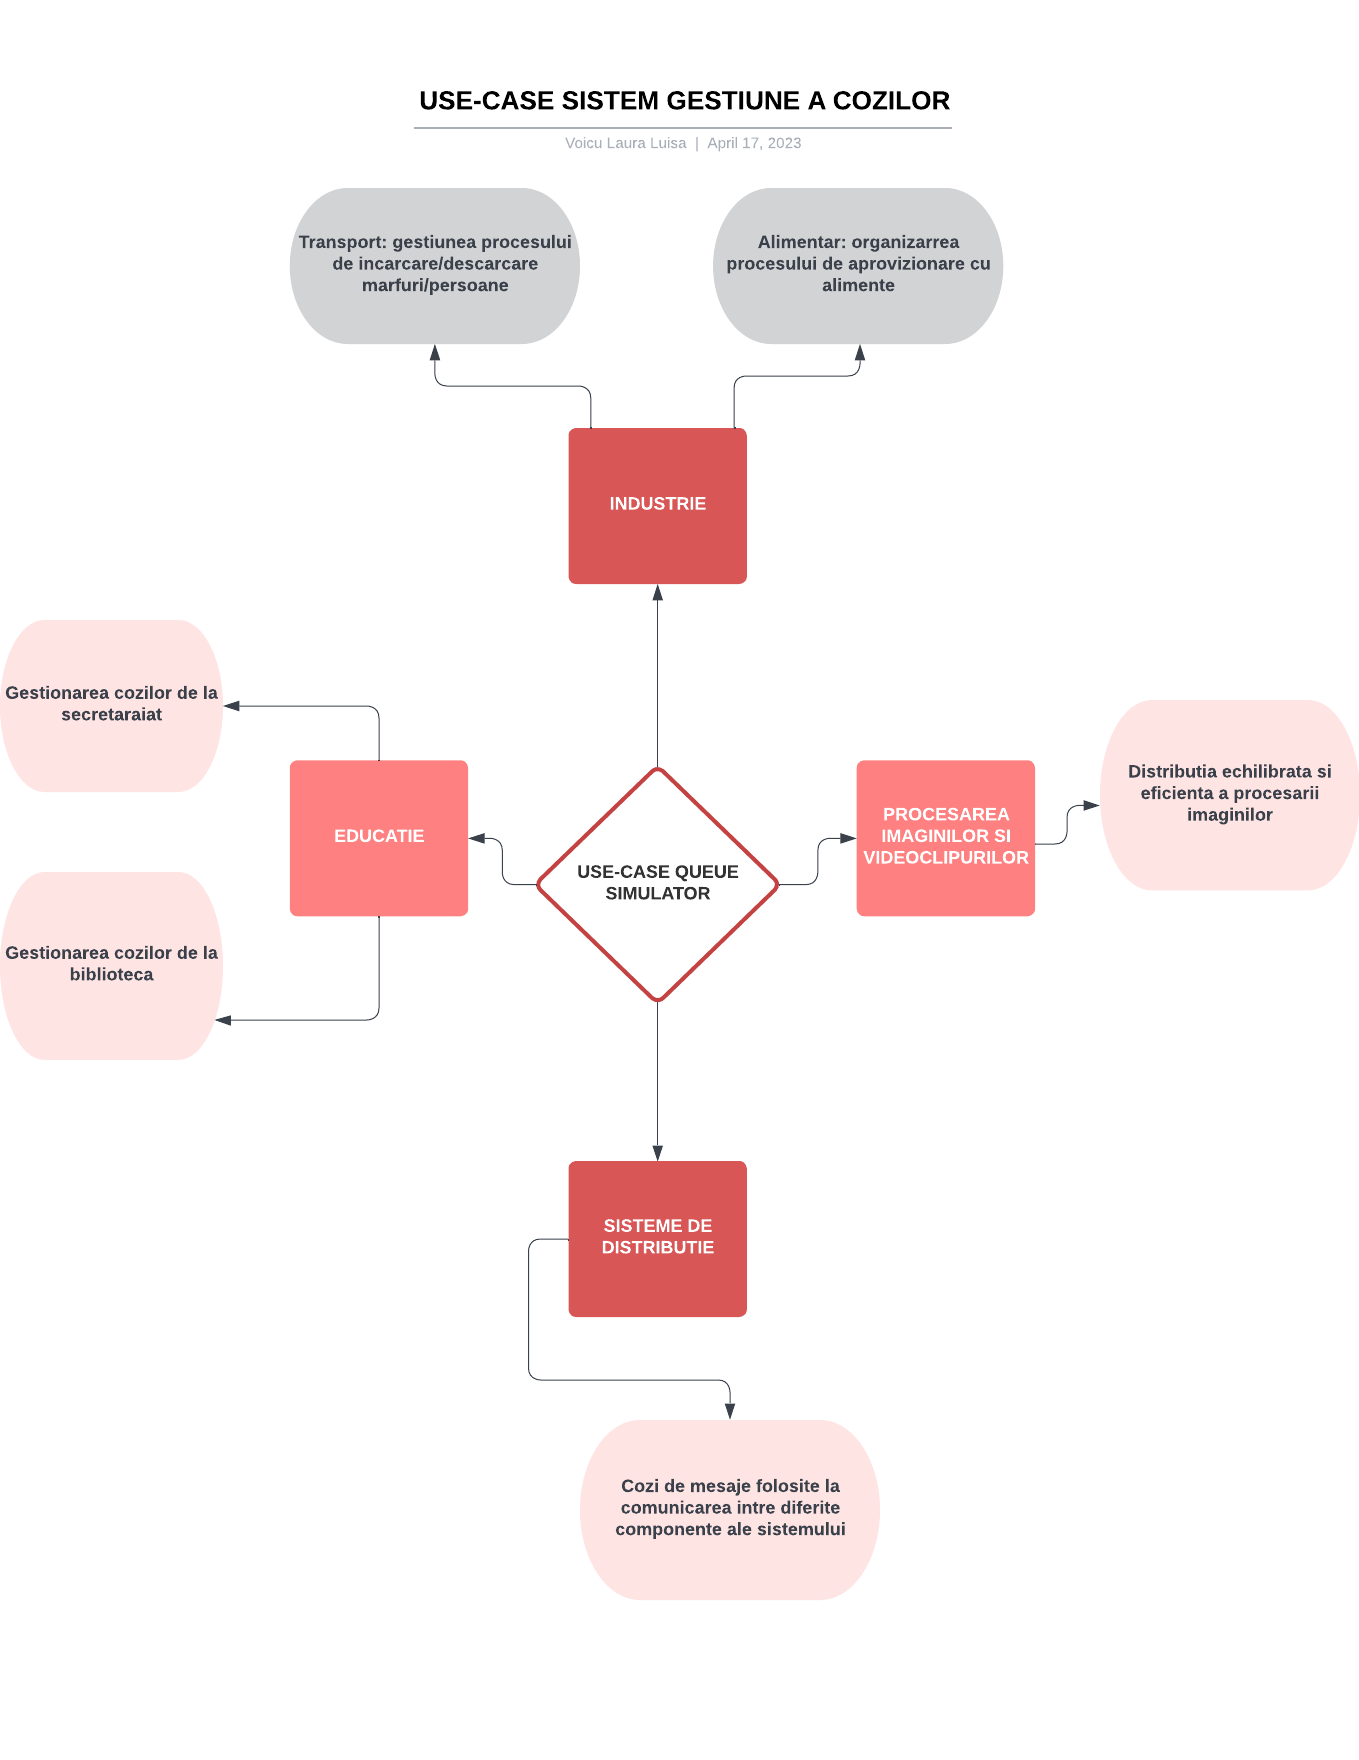 USE-CASE SISTEM GESTIUNE A COZILOR
Voicu Laura Luisa | April 17, 2023
Transport: gestiunea procesului
de incarcare/descarcare
marfuri/persoane
Alimentar: organizarrea
procesului de aprovizionare cu
alimente
INDUSTRIE
Gestionarea cozilor de la
secretaraiat
EDUCATIE
Gestionarea cozilor de la
biblioteca
USE-CASE QUEUE
SIMULATOR
PROCESAREA
IMAGINILOR SI
VIDEOCLIPURILOR
Distributia echilibrata si
eficienta a procesarii
imaginilor
SISTEME DE
DISTRIBUTIE
Cozi de mesaje folosite la
comunicarea intre diferite
componente ale sistemului